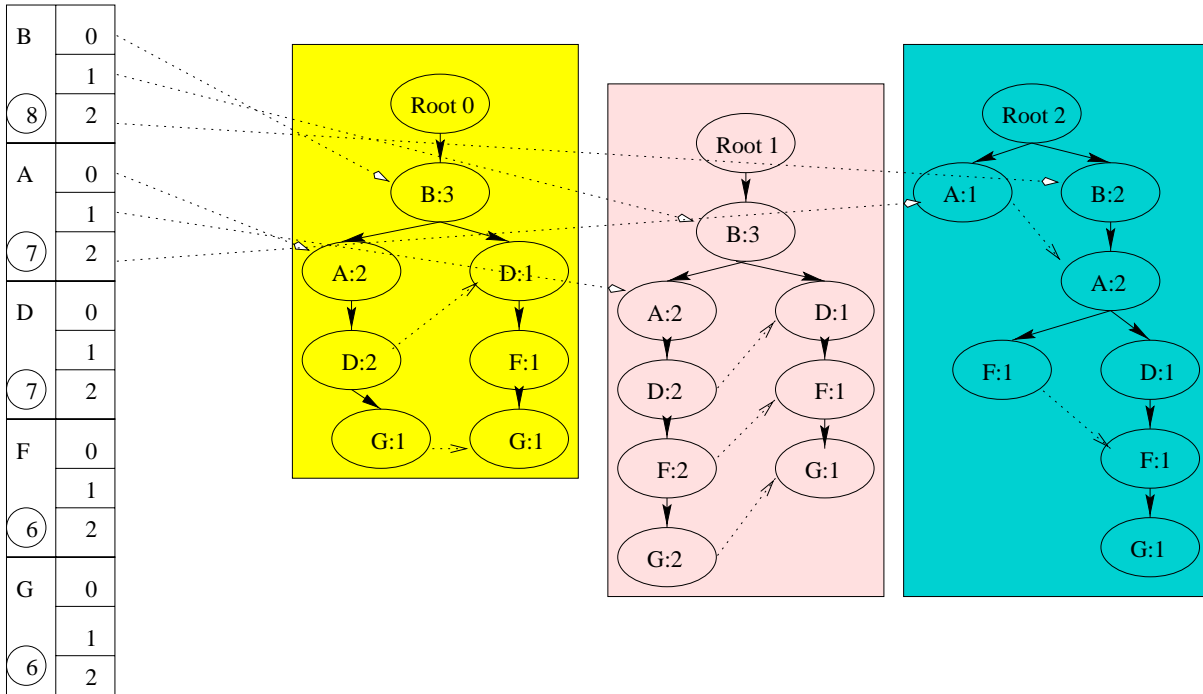 B 0
1
8 2
A 0
1
7 2
D 0
1
7 2
F 0
1
6 2
G 0
1
6 2
Root 0
B:3
A:2 D:1
D:2 F:1
G:1 G:1
Root 1
B:3
A:2 D:1
D:2 F:1
F:2 G:1
G:2
Root 2
A:1 B:2
A:2
F:1 D:1
F:1
G:1